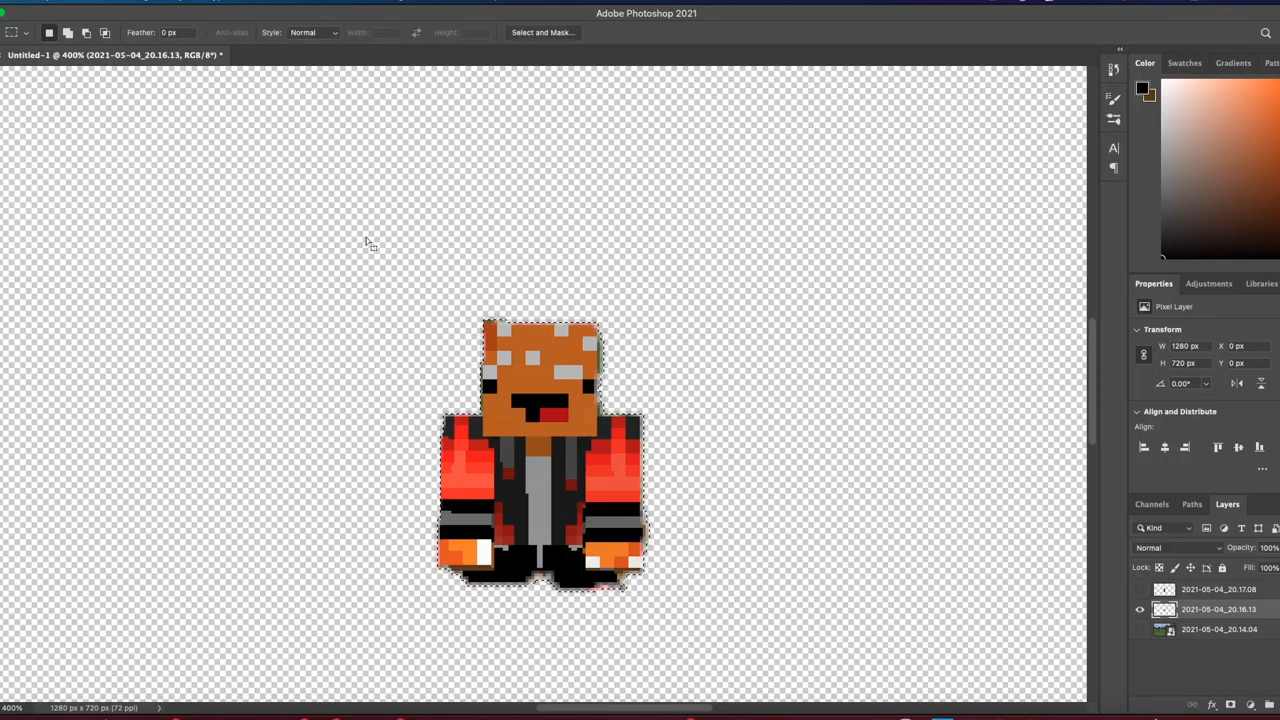 Adobe Photoshop 2021
Feather: 0 px Anti-alias Style: Normal Width: Height: Select and Mask...
Untitled-1 @ 400% (2021-05-04_20.16.13, RGB/8*) *
Color Swatches Gradients Patt
Properties Adjustments Libraries
Pixel Layer
Transform
W 1280 px X 0 px
H 720 px Y 0 px
0.00°
Align and Distribute
Align:
Channels Paths Layers
Kind
Normal Opacity: 100%
Lock: Fill: 100%
2021-05-04_20.17.08
2021-05-04_20.16.13
2021-05-04_20.14.04
400% 1280 px x 720 px (72 ppi)